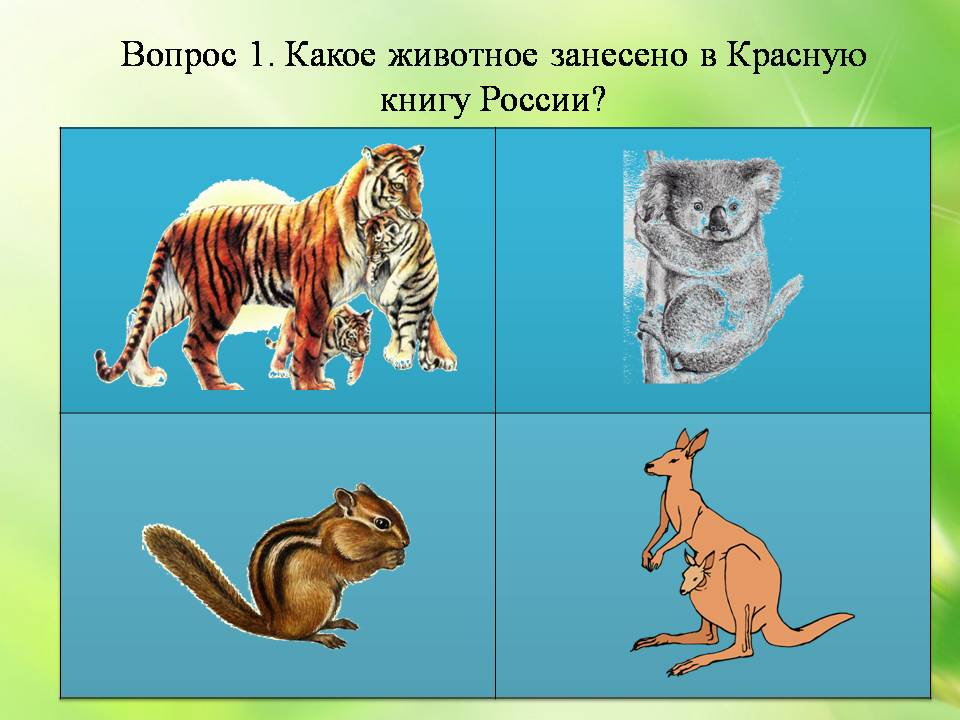 Вопрос 1. Какое животное занесено в Красную
книгу России?